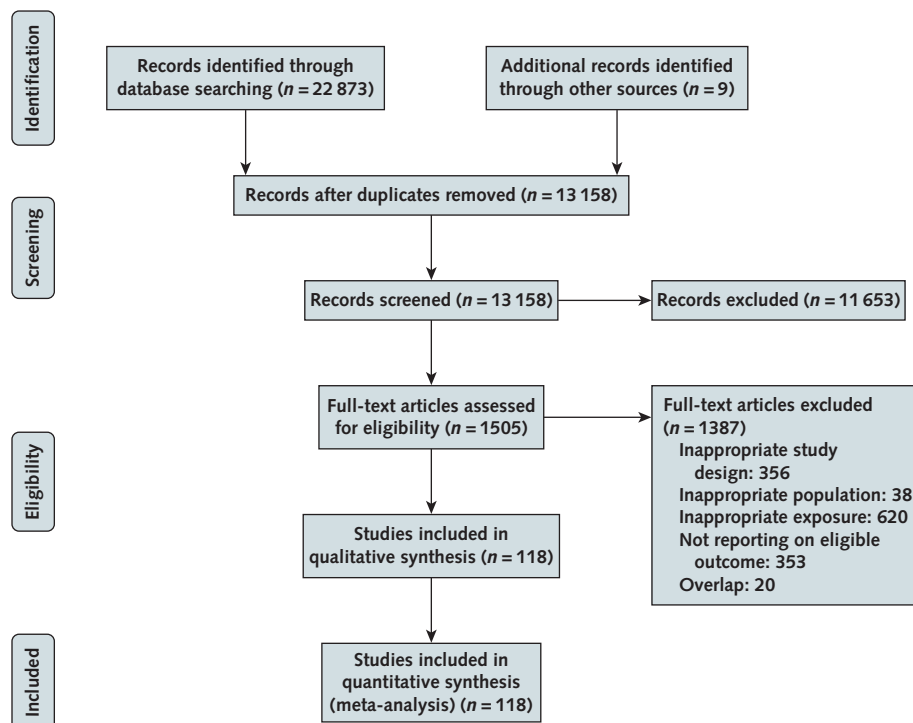 Identification
Records identified through
database searching (n = 22 873)
Additional records identified
through other sources (n = 9)
Records after duplicates removed (n = 13 158)
Screening
Records screened (n = 13 158)
Records excluded (n = 11 653)
Eligibility
Full-text articles assessed
for eligibility (n = 1505)
Full-text articles excluded
(n = 1387)
Inappropriate study
design: 356
Inappropriate population: 38
Inappropriate exposure: 620
Not reporting on eligible
outcome: 353
Overlap: 20
Studies included in
qualitative synthesis (n = 118)
Included
Studies included in
quantitative synthesis
(meta-analysis) (n = 118)